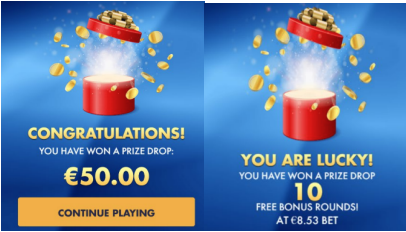 CONGRATULATIONS!
YOU HAVE WON A PRIZE DROP:
€50.00
CONTINUE PLAYING
YOU ARE LUCKY!
YOU HAVE WON A PRIZE DROP
10
FREE BONUS ROUNDS!
AT €8.53 BET